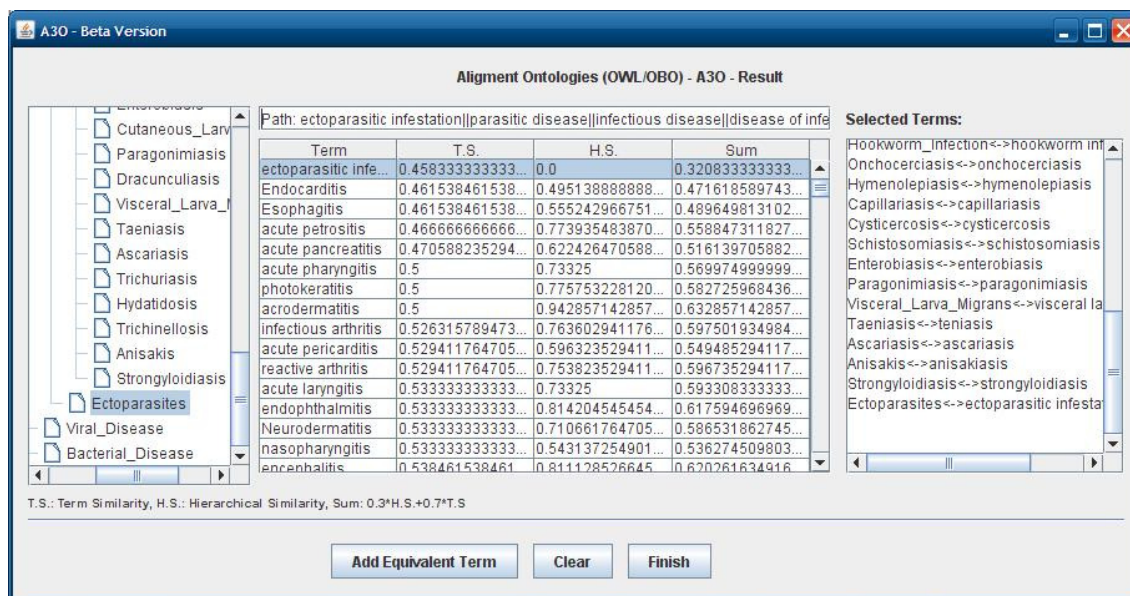 A3O - Beta Version
Aligment Ontologies (OWL/OBO) - A3O - Result
Cutaneous_Larv
Paragonimiasis
Dracunculiasis
Visceral_Larva_
Taeniasis
Ascariasis
Trichuriasis
Hydatidosis
Trichinellosis
Anisakis
Strongyloidiasis
Ectoparasites
Viral_Disease
Bacterial_Disease
Path: ectoparasitic infestation||parasitic disease||infectious disease||disease of infe
Term T.S. H.S. Sum
ectoparasitic infe... 0.458333333333... 0.0 0.320833333333...
Endocarditis 0.461538461538... 0.495138888888... 0.471618589743...
Esophagitis 0.461538461538... 0.555242966751... 0.489649813102...
acute petrositis 0.466666666666... 0.773935483870... 0.558847311827...
acute pancreatitis 0.470588235294... 0.622426470588... 0.516139705882...
acute pharyngitis 0.5 0.73325 0.569974999999...
photokeratitis 0.5 0.775753228120... 0.582725968436...
acrodermatitis 0.5 0.942857142857... 0.632857142857...
infectious arthritis 0.526315789473... 0.763602941176... 0.597501934984...
acute pericarditis 0.529411764705... 0.596323529411... 0.549485294117...
reactive arthritis 0.529411764705... 0.753823529411... 0.596735294117...
acute laryngitis 0.533333333333... 0.73325 0.593308333333...
endophthalmitis 0.533333333333... 0.814204545454... 0.617594696969...
Neurodermatitis 0.533333333333... 0.710661764705... 0.586531862745...
nasopharyngitis 0.533333333333... 0.543137254901... 0.536274509803...
encephalitis 0.538461538461... 0.811128526645... 0.620261634916...
Selected Terms:
Hookworm_Infection<->hookworm inf
Onchocerciasis<->onchocerciasis
Hymenolepiasis<->hymenolepiasis
Capillariasis<->capillariasis
Cysticercosis<->cysticercosis
Schistosomiasis<->schistosomiasis
Enterobiasis<->enterobiasis
Paragonimiasis<->paragonimiasis
Visceral_Larva_Migrans<->visceral la
Taeniasis<->teniasis
Ascariasis<->ascariasis
Anisakis<->anisakiasis
Strongyloidiasis<->strongyloidiasis
Ectoparasites<->ectoparasitic infesta
T.S.: Term Similarity, H.S.: Hierarchical Similarity, Sum: 0.3*H.S.+0.7*T.S
Add Equivalent Term Clear Finish